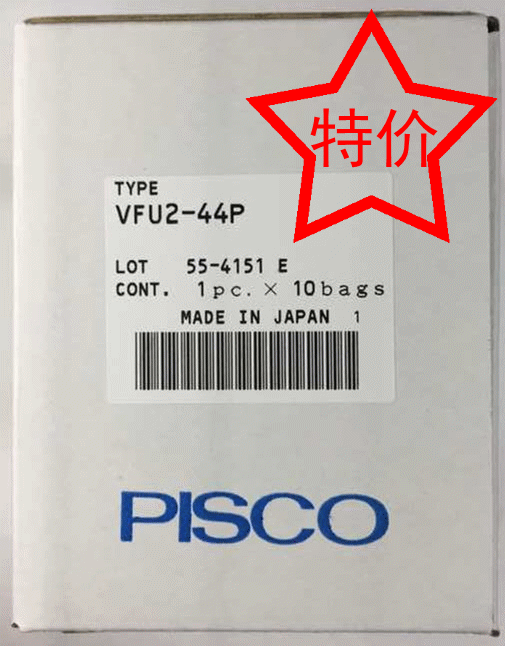 特价
TYPE
VFU2-44P
LOT 55-4151 E
CONT. 1pc.× 10bags
MADE IN JAPAN 1
PISCO